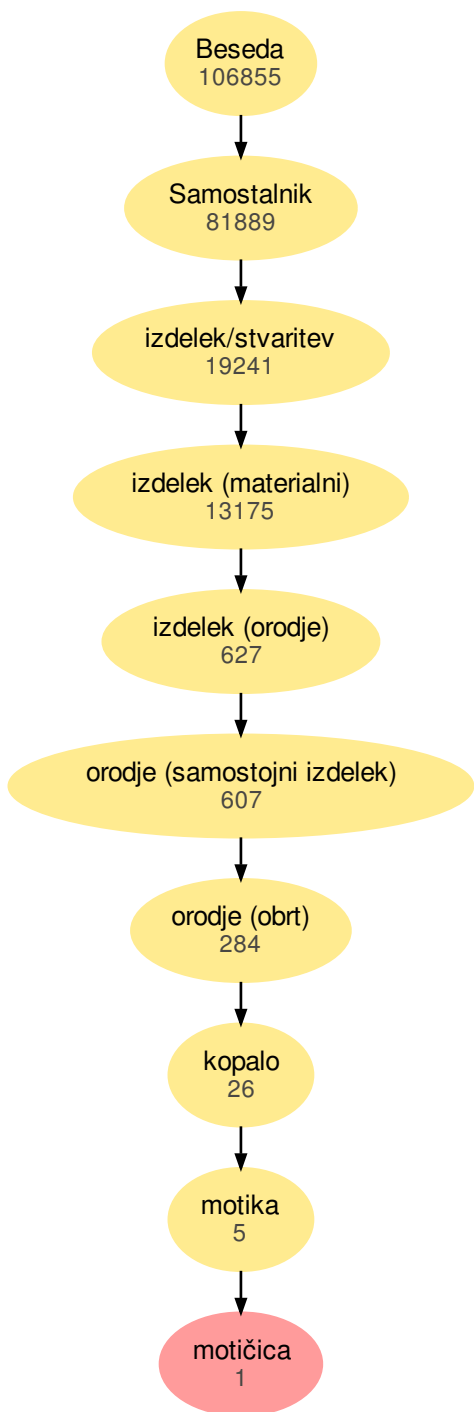 Beseda
106855
Samostalnik
81889
izdelek/stvaritev
19241
izdelek (materialni)
13175
izdelek (orodje)
627
orodje (samostojni izdelek)
607
orodje (obrt)
284
kopalo
26
motika
5
motičica
1